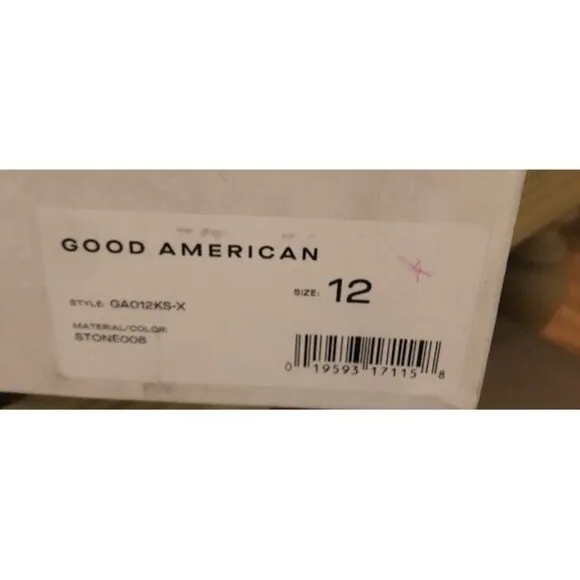 GOOD AMERICAN
SIZE: 12
STYLE: GA012KS-X
MATERIAL/COLOR:
STONE008
0 19593 17115 8